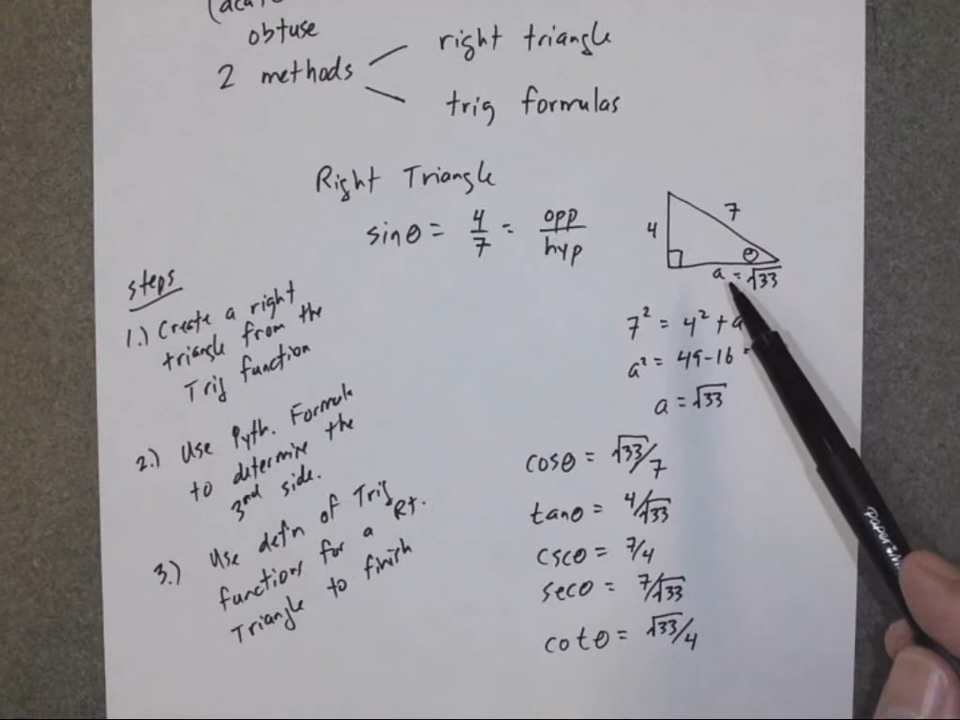 obtuse
2 methods
right triangle
trig formulas
Right Triangle
sinθ = 4/7 = opp/hyp
4
7
θ
a = √33
7² = 4² + a
a² = 49-16 =
a = √33
steps
1.) Create a right
triangle from the
Trig function
2.) Use Pyth. Formula
to determine the
3rd side.
3.) Use def'n of Trig
functions for a Rt.
Triangle to finish
cosθ = √33/7
tanθ = 4/√33
cscθ = 7/4
secθ = 7/√33
cotθ = √33/4